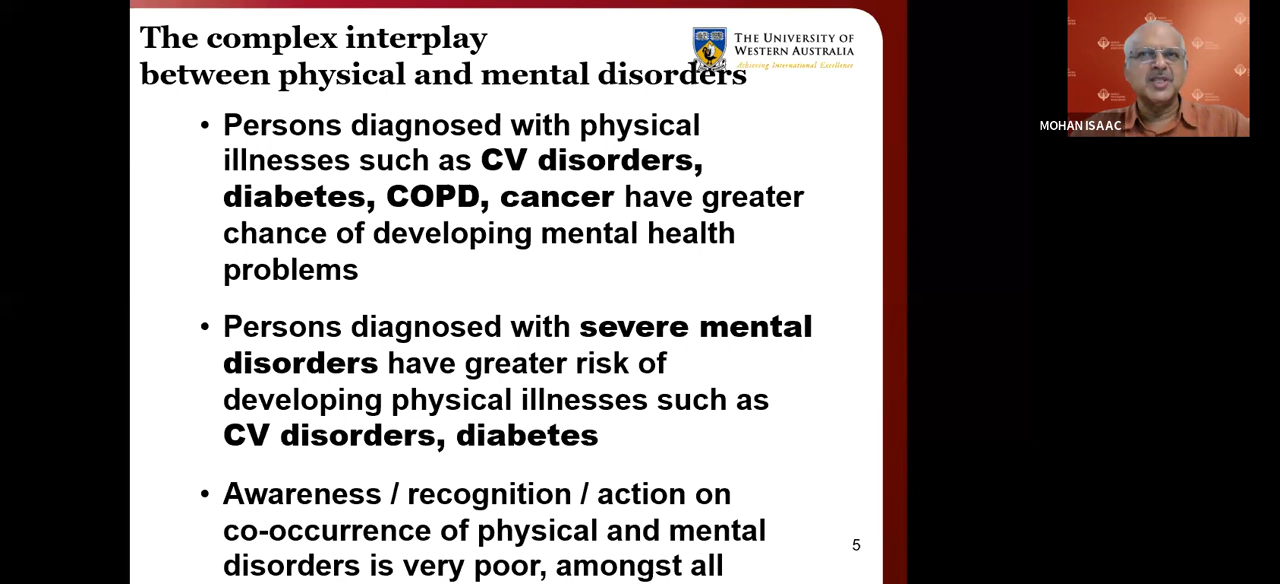 The complex interplay
between physical and mental disorders
THE UNIVERSITY OF
WESTERN AUSTRALIA
Achieving International Excellence
• Persons diagnosed with physical
illnesses such as CV disorders,
diabetes, COPD, cancer have greater
chance of developing mental health
problems
• Persons diagnosed with severe mental
disorders have greater risk of
developing physical illnesses such as
CV disorders, diabetes
• Awareness / recognition / action on
co-occurrence of physical and mental
disorders is very poor, amongst all
5
MOHAN ISAAC